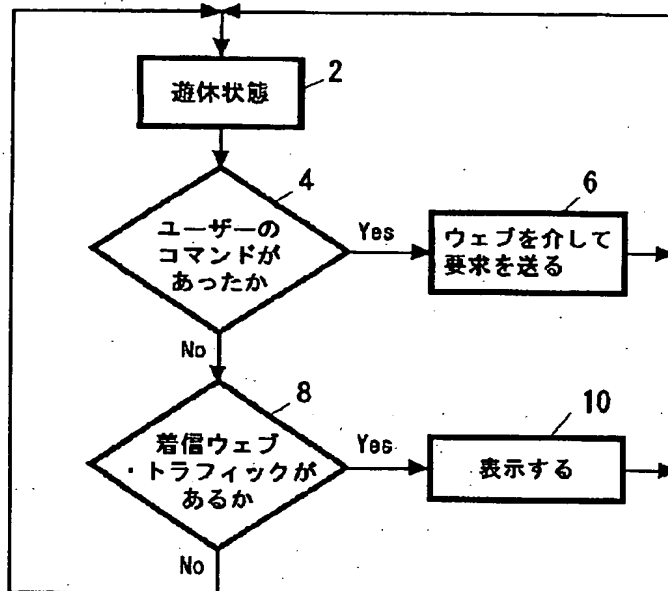 遊休状態
2
4
ユーザーの
コマンドが
あったか
Yes
6
ウェブを介して
要求を送る
No
8
着信ウェブ
・トラフィックが
あるか
Yes
10
表示する
No